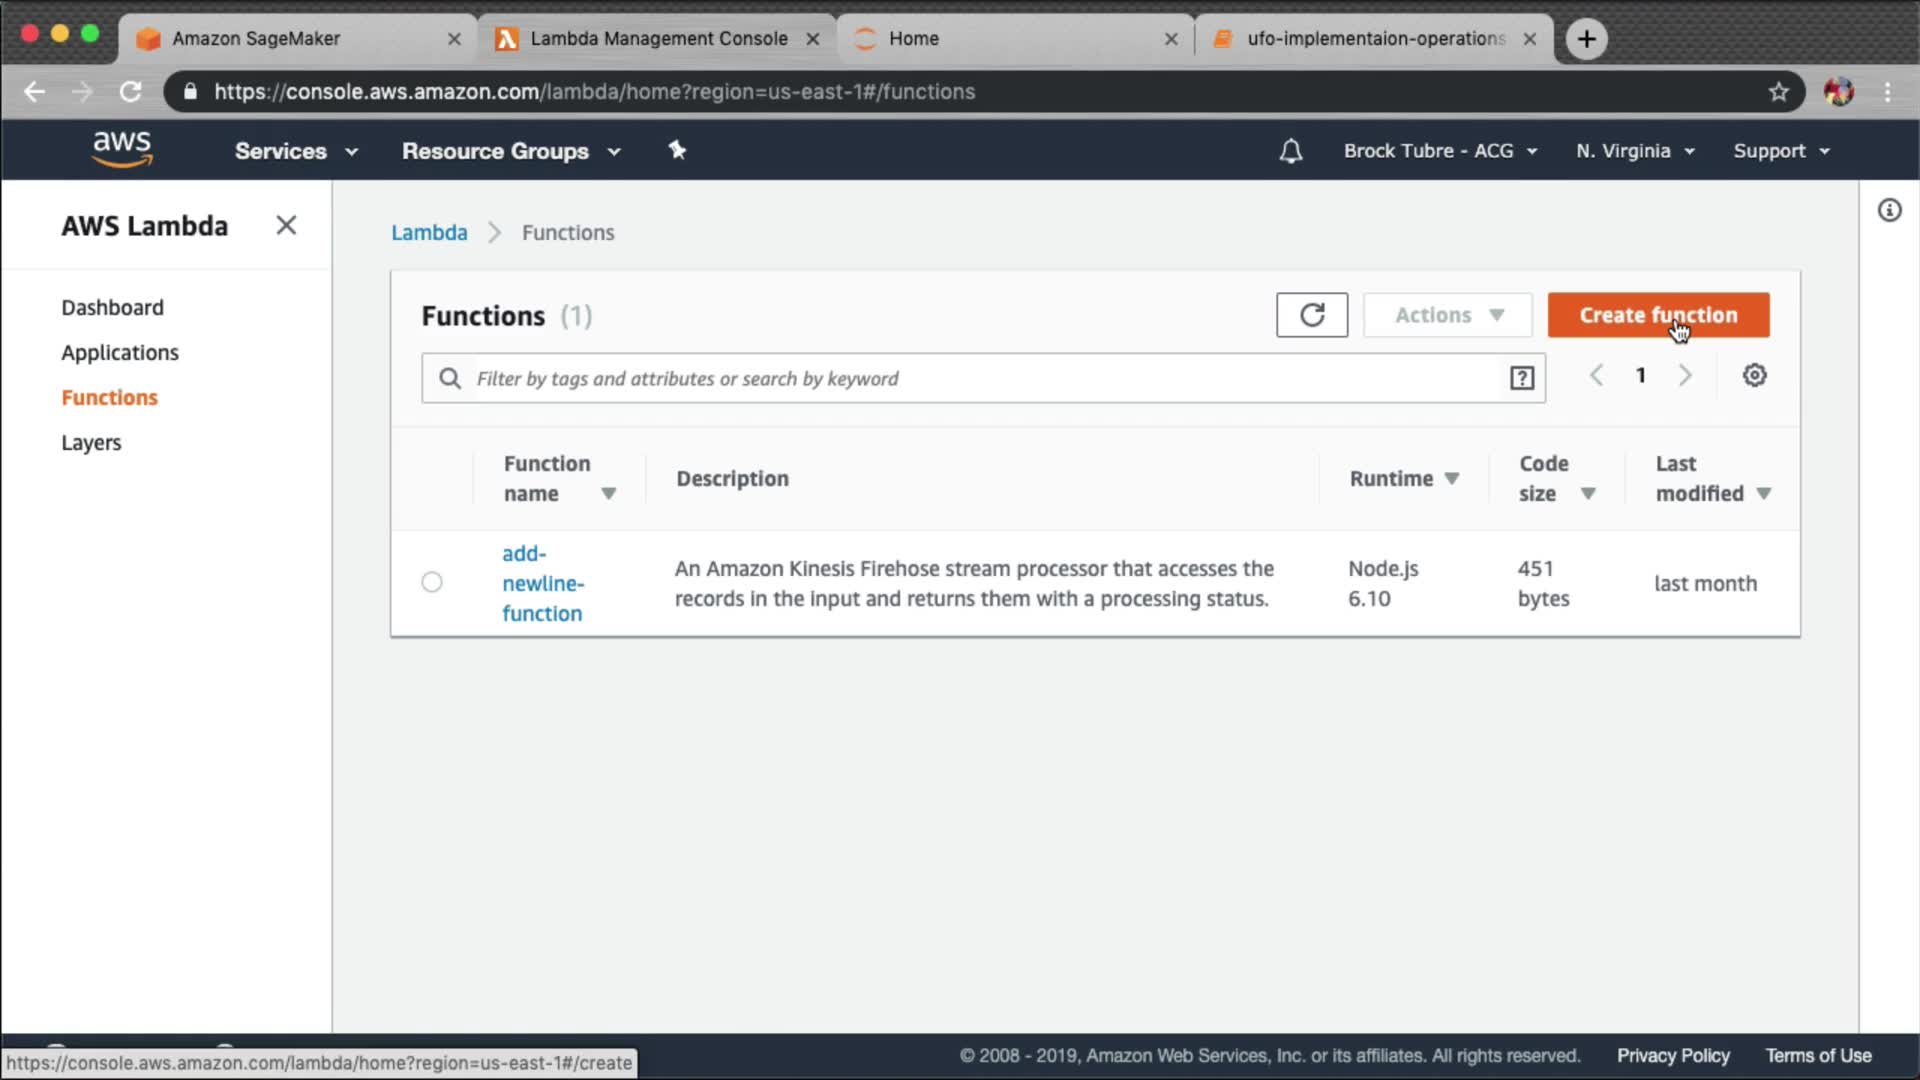 Amazon SageMaker
Lambda Management Console
Home
ufo-implementaion-operations
https://console.aws.amazon.com/lambda/home?region=us-east-1#/functions
aws
Services
Resource Groups
Brock Tubre - ACG
N. Virginia
Support
AWS Lambda
Dashboard
Applications
Functions
Layers
Lambda > Functions
Functions (1)
Actions
Create function
Filter by tags and attributes or search by keyword
?
1
Function
name
Description
Runtime
Code
size
Last
modified
add-
newline-
function
An Amazon Kinesis Firehose stream processor that accesses the
records in the input and returns them with a processing status.
Node.js
6.10
451
bytes
last month
https://console.aws.amazon.com/lambda/home?region=us-east-1#/create
© 2008 - 2019, Amazon Web Services, Inc. or its affiliates. All rights reserved.
Privacy Policy
Terms of Use